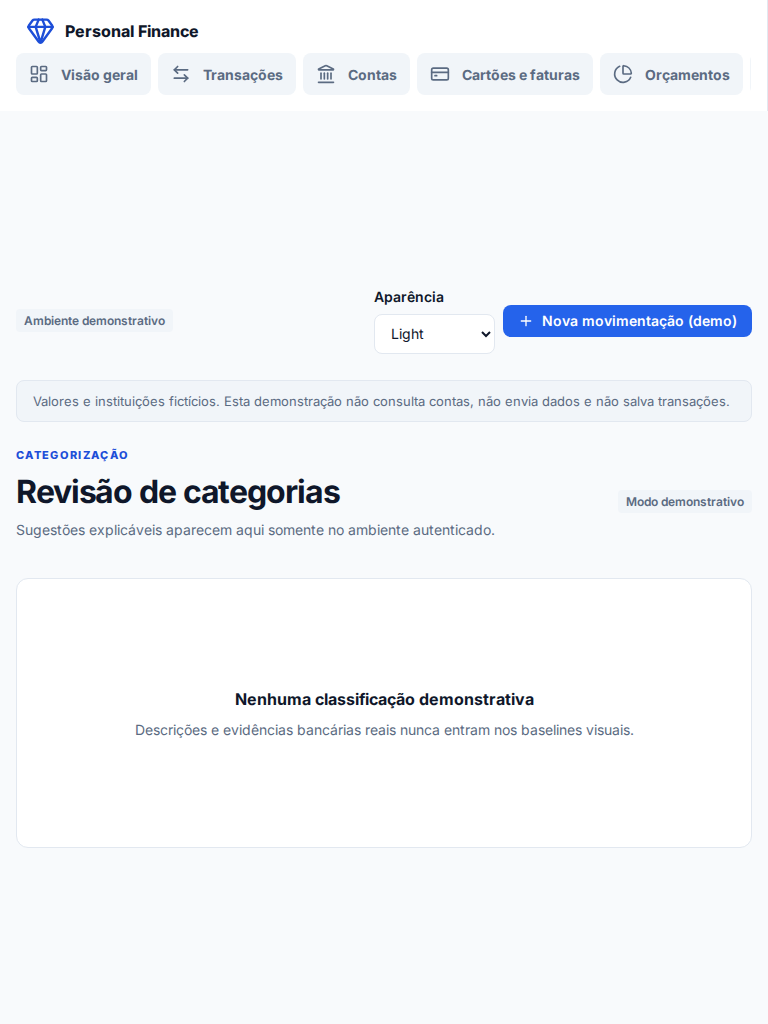 Personal Finance
Visão geral
Transações
Contas
Cartões e faturas
Orçamentos
Ambiente demonstrativo
Aparência
Light
Nova movimentação (demo)
Valores e instituições fictícios. Esta demonstração não consulta contas, não envia dados e não salva transações.
CATEGORIZAÇÃO
Revisão de categorias
Modo demonstrativo
Sugestões explicáveis aparecem aqui somente no ambiente autenticado.
Nenhuma classificação demonstrativa
Descrições e evidências bancárias reais nunca entram nos baselines visuais.